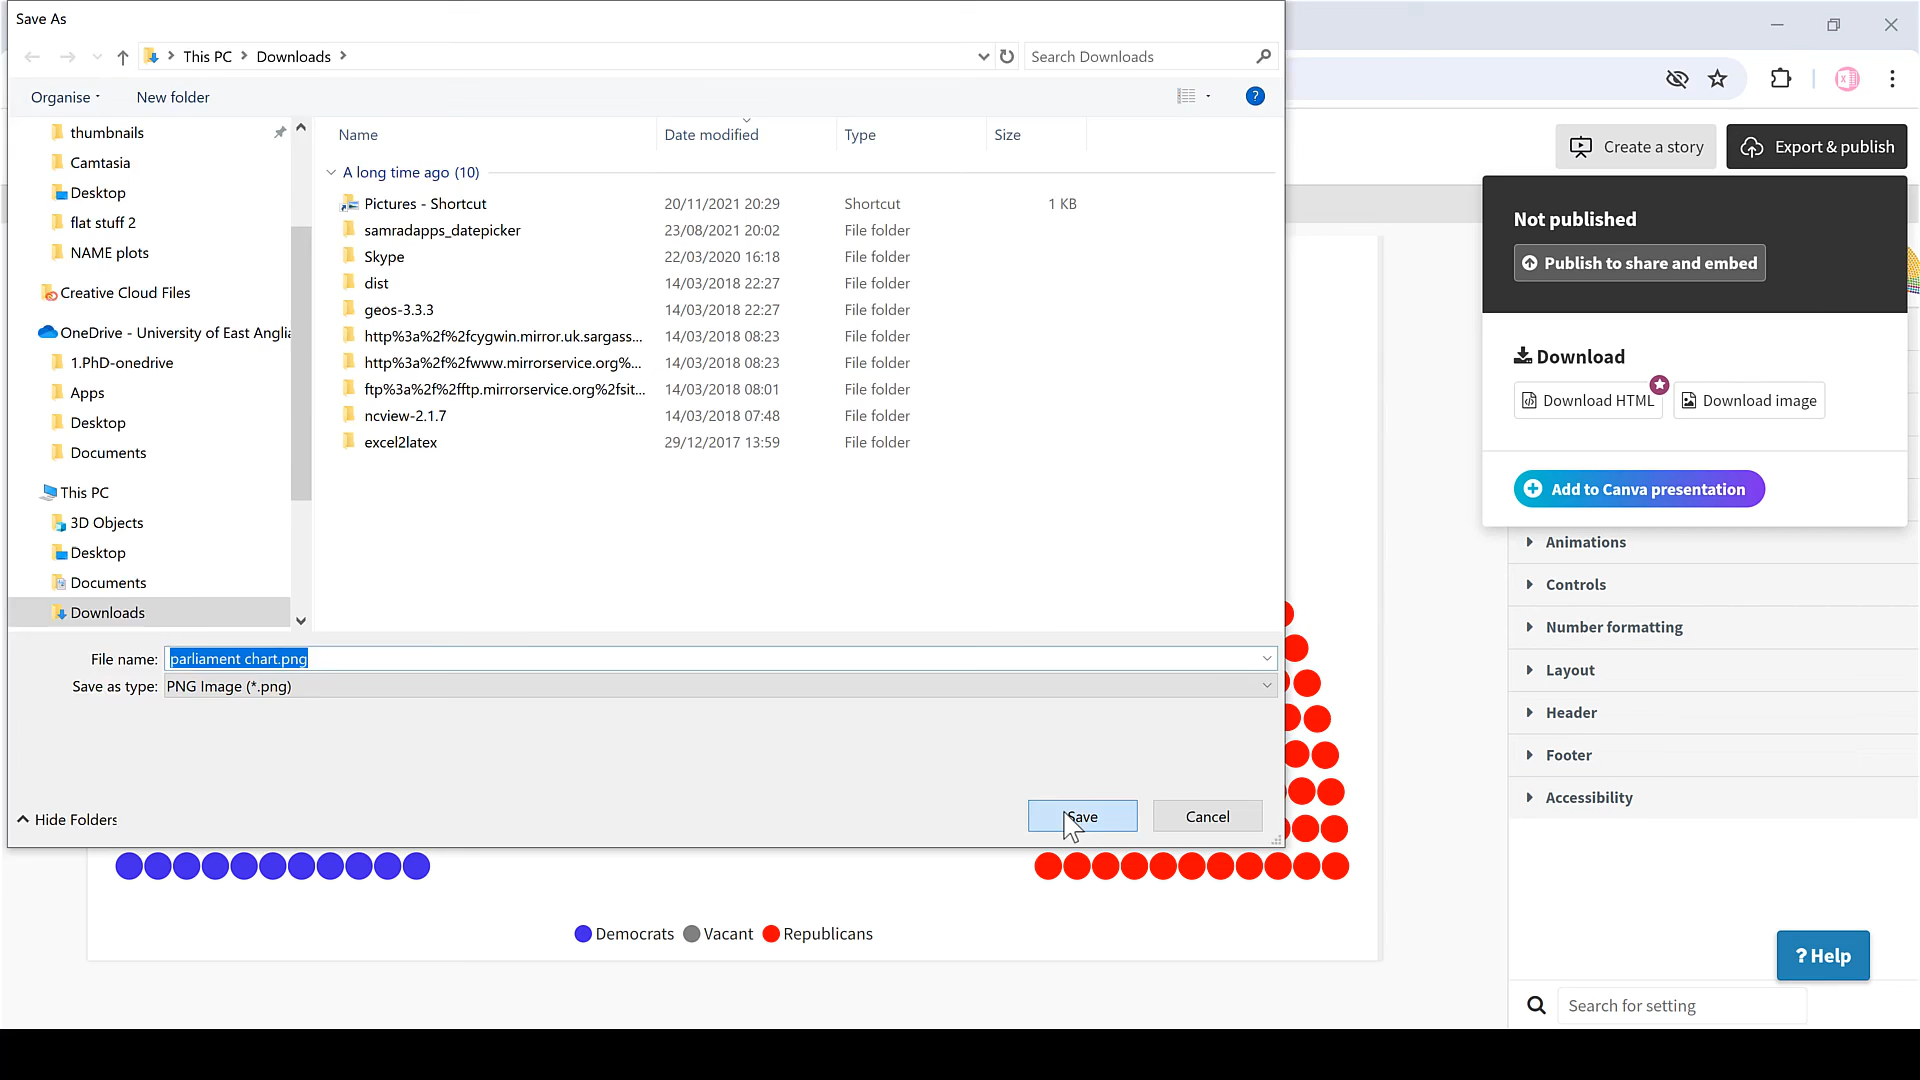 Save As
This PC
Downloads
Search Downloads
Organise
New folder
?
thumbnails
Camtasia
Desktop
flat stuff 2
NAME plots
Creative Cloud Files
OneDrive - University of East Anglia
1.PhD-onedrive
Apps
Desktop
Documents
This PC
3D Objects
Desktop
Documents
Downloads
Name
Date modified
Type
Size
A long time ago (10)
Pictures - Shortcut 20/11/2021 20:29 Shortcut 1 KB
samradapps_datepicker 23/08/2021 20:02 File folder
Skype 22/03/2020 16:18 File folder
dist 14/03/2018 22:27 File folder
geos-3.3.3 14/03/2018 22:27 File folder
http%3a%2f%2fcygwin.mirror.uk.sargass... 14/03/2018 08:23 File folder
http%3a%2f%2fwww.mirrorservice.org%... 14/03/2018 08:23 File folder
ftp%3a%2f%2fftp.mirrorservice.org%2fsit... 14/03/2018 08:01 File folder
ncview-2.1.7 14/03/2018 07:48 File folder
excel2latex 29/12/2017 13:59 File folder
File name: parliament chart.png
Save as type: PNG Image (*.png)
Hide Folders
Save
Cancel
Create a story
Export & publish
Not published
Publish to share and embed
Download
Download HTML
Download image
Add to Canva presentation
Animations
Controls
Number formatting
Layout
Header
Footer
Accessibility
Democrats Vacant Republicans
? Help
Search for setting